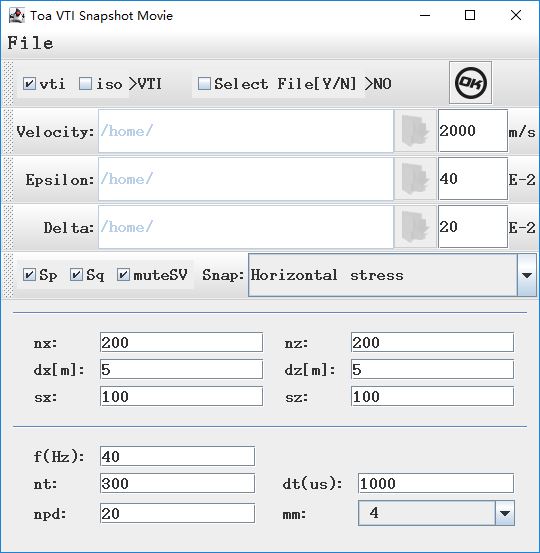 Toa VTI Snapshot Movie
File
vti iso >VTI Select File[Y/N] >NO OK
Velocity: /home/ 2000 m/s
Epsilon: /home/ 40 E-2
Delta: /home/ 20 E-2
Sp Sq muteSV Snap: Horizontal stress
nx: 200 nz: 200
dx[m]: 5 dz[m]: 5
sx: 100 sz: 100
f(Hz): 40
nt: 300 dt(us): 1000
npd: 20 mm: 4